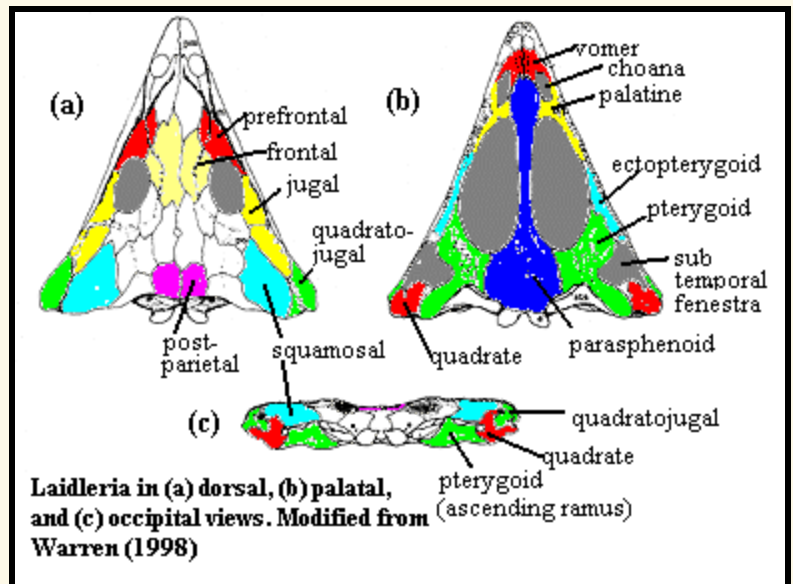 (a)
prefrontal
frontal
jugal
quadrato-
jugal
post-
parietal
squamosal
(b)
vomer
choana
palatine
ectopterygoid
pterygoid
sub
temporal
fenestra
parasphenoid
quadrate
(c)
quadratojugal
quadrate
pterygoid
(ascending ramus)
Laidleria in (a) dorsal, (b) palatal,
and (c) occipital views. Modified from
Warren (1998)